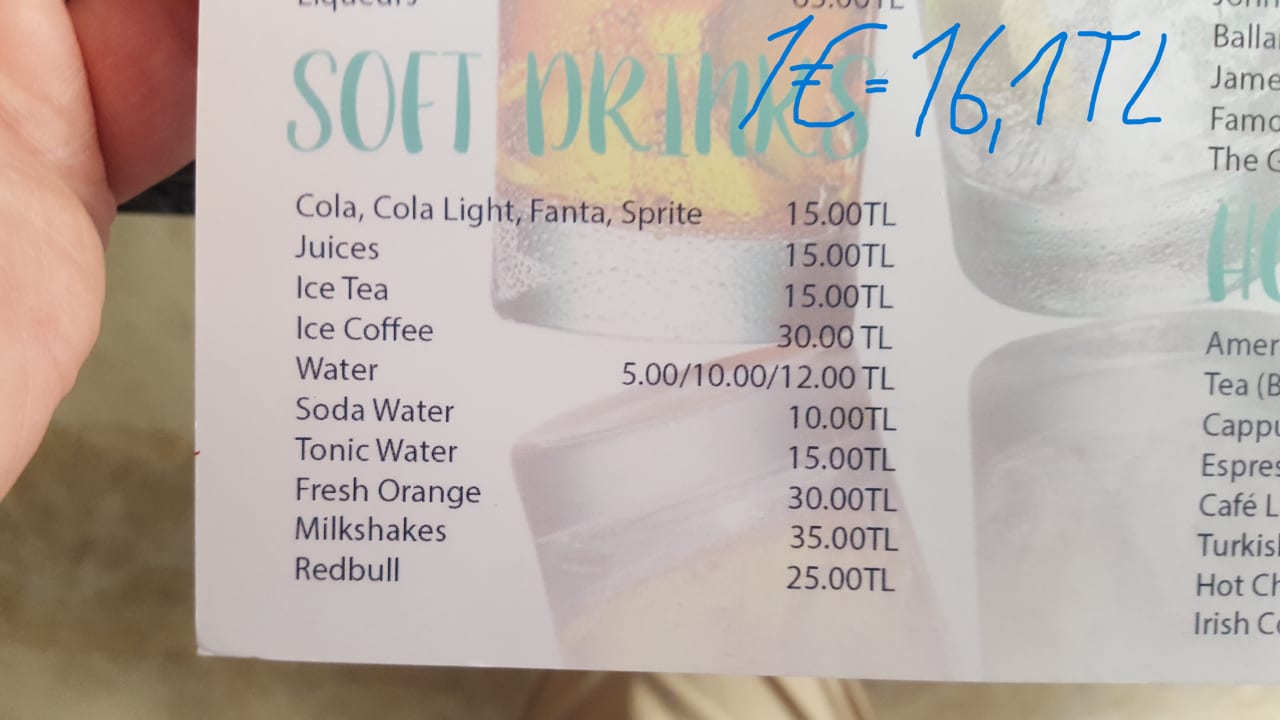 SOFT DRINKS
1€=16,1TL
Cola, Cola Light, Fanta, Sprite 15.00TL
Juices 15.00TL
Ice Tea 15.00TL
Ice Coffee 30.00 TL
Water 5.00/10.00/12.00 TL
Soda Water 10.00TL
Tonic Water 15.00TL
Fresh Orange 30.00TL
Milkshakes 35.00TL
Redbull 25.00TL
Balla
Jame
Famo
The G
Amer
Tea (B
Cappu
Espres
Café L
Turkis
Hot Ch
Irish Co